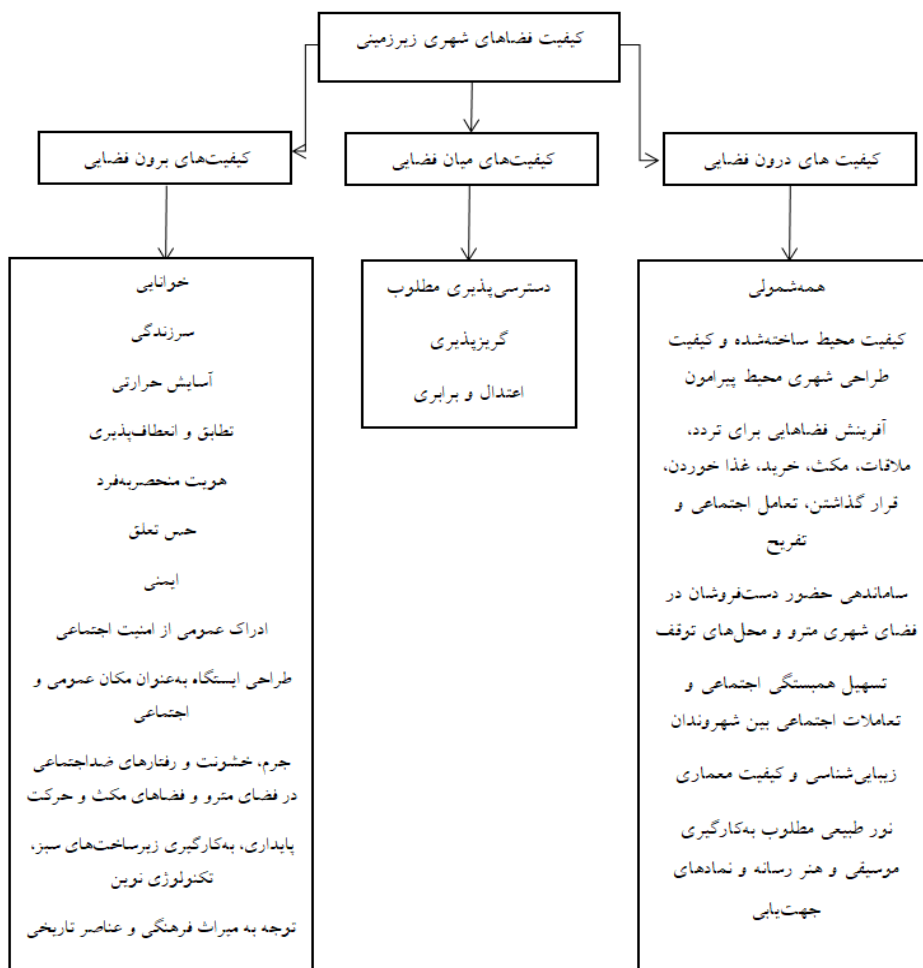 کیفیت فضاهای شهری زیرزمینی
کیفیت های درون فضایی
کیفیت‌های میان فضایی
کیفیت‌های برون فضایی
همه‌شمولی
کیفیت محیط ساخته‌شده و کیفیت
طراحی شهری محیط پیرامون
آفرینش فضاهایی برای تردد،
ملاقات، مکث، خرید، غذا خوردن،
قرار گذاشتن، تعامل اجتماعی و
تفریح
ساماندهی حضور دست‌فروشان در
فضای شهری مترو و محل‌های توقف
تسهیل همبستگی اجتماعی و
تعاملات اجتماعی بین شهروندان
زیبایی‌شناسی و کیفیت معماری
نور طبیعی مطلوب به‌کارگیری
موسیقی و هنر رسانه و نمادهای
جهت‌یابی
دسترسی‌پذیری مطلوب
گریزپذیری
اعتدال و برابری
خوانایی
سرزندگی
آسایش حرارتی
تطابق و انعطاف‌پذیری
هویت منحصربه‌فرد
حس تعلق
ایمنی
ادراک عمومی از امنیت اجتماعی
طراحی ایستگاه به‌عنوان مکان عمومی و
اجتماعی
جرم، خشونت و رفتارهای ضداجتماعی
در فضای مترو و فضاهای مکث و حرکت
پایداری، به‌کارگیری زیرساخت‌های سبز،
تکنولوژی نوین
توجه به میراث فرهنگی و عناصر تاریخی